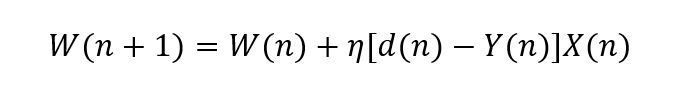 W(n + 1) = W(n) + η[d(n) − Y(n)]X(n)